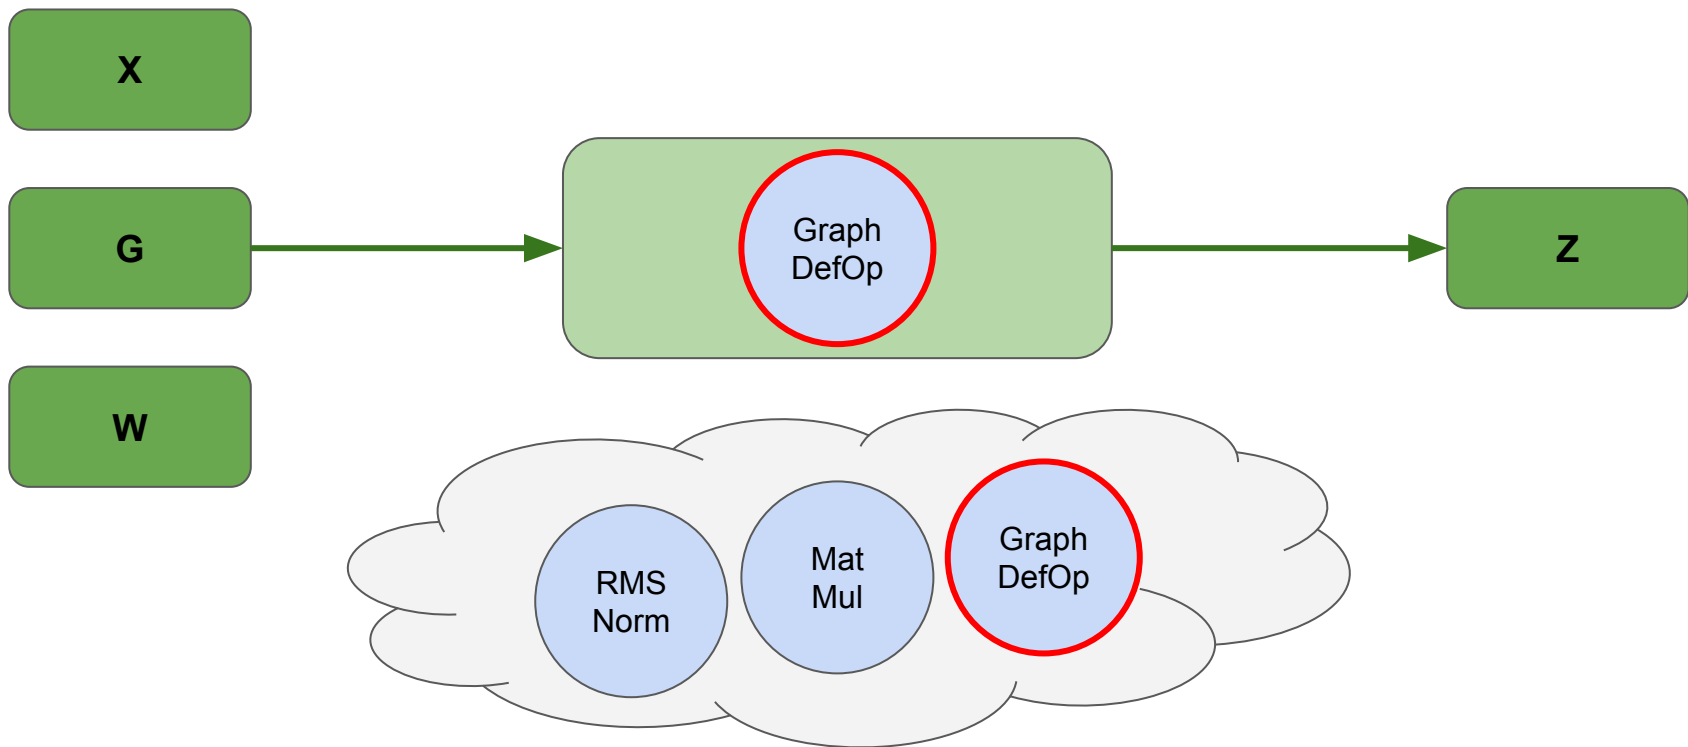 X
G
W
Graph
DefOp
Z
RMS
Norm
Mat
Mul
Graph
DefOp